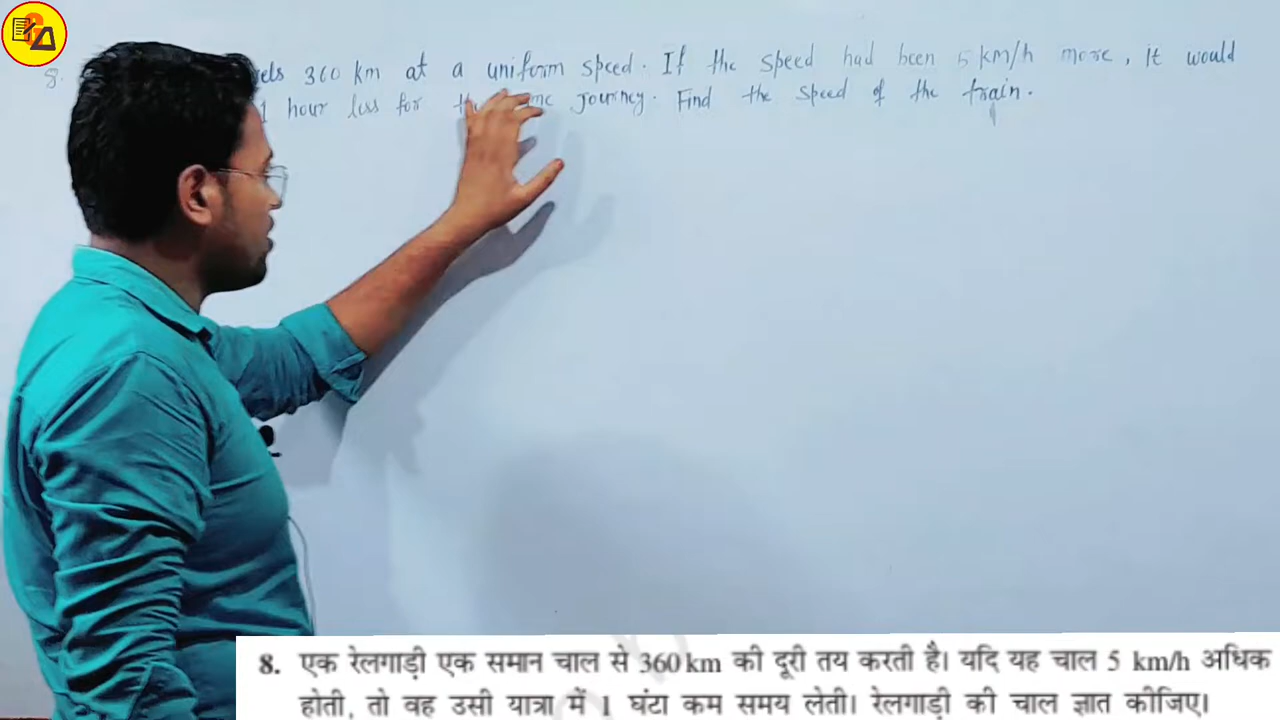 8. els 360 km at a uniform speed. If the speed had been 5 km/h more, it would
1 hour less for the me journey. Find the speed of the train.
8. एक रेलगाड़ी एक समान चाल से 360 km की दूरी तय करती है। यदि यह चाल 5 km/h अधिक
होती, तो वह उसी यात्रा में 1 घंटा कम समय लेती। रेलगाड़ी की चाल ज्ञात कीजिए।